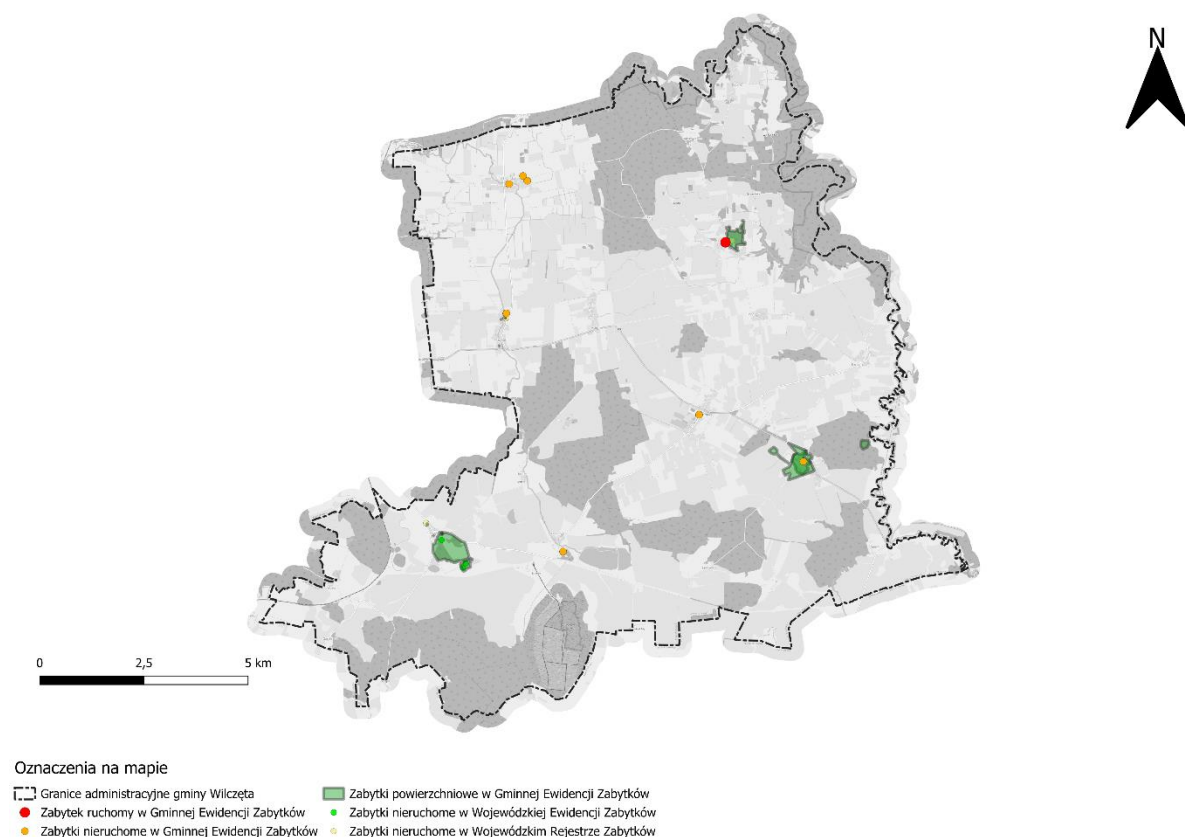 N
0 2,5 5 km
Oznaczenia na mapie
Granice administracyjne gminy Wilczęta
Zabytek ruchomy w Gminnej Ewidencji Zabytków
Zabytki nieruchome w Gminnej Ewidencji Zabytków
Zabytki powierzchniowe w Gminnej Ewidencji Zabytków
Zabytki nieruchome w Wojewódzkiej Ewidencji Zabytków
Zabytki nieruchome w Wojewódzkim Rejestrze Zabytków